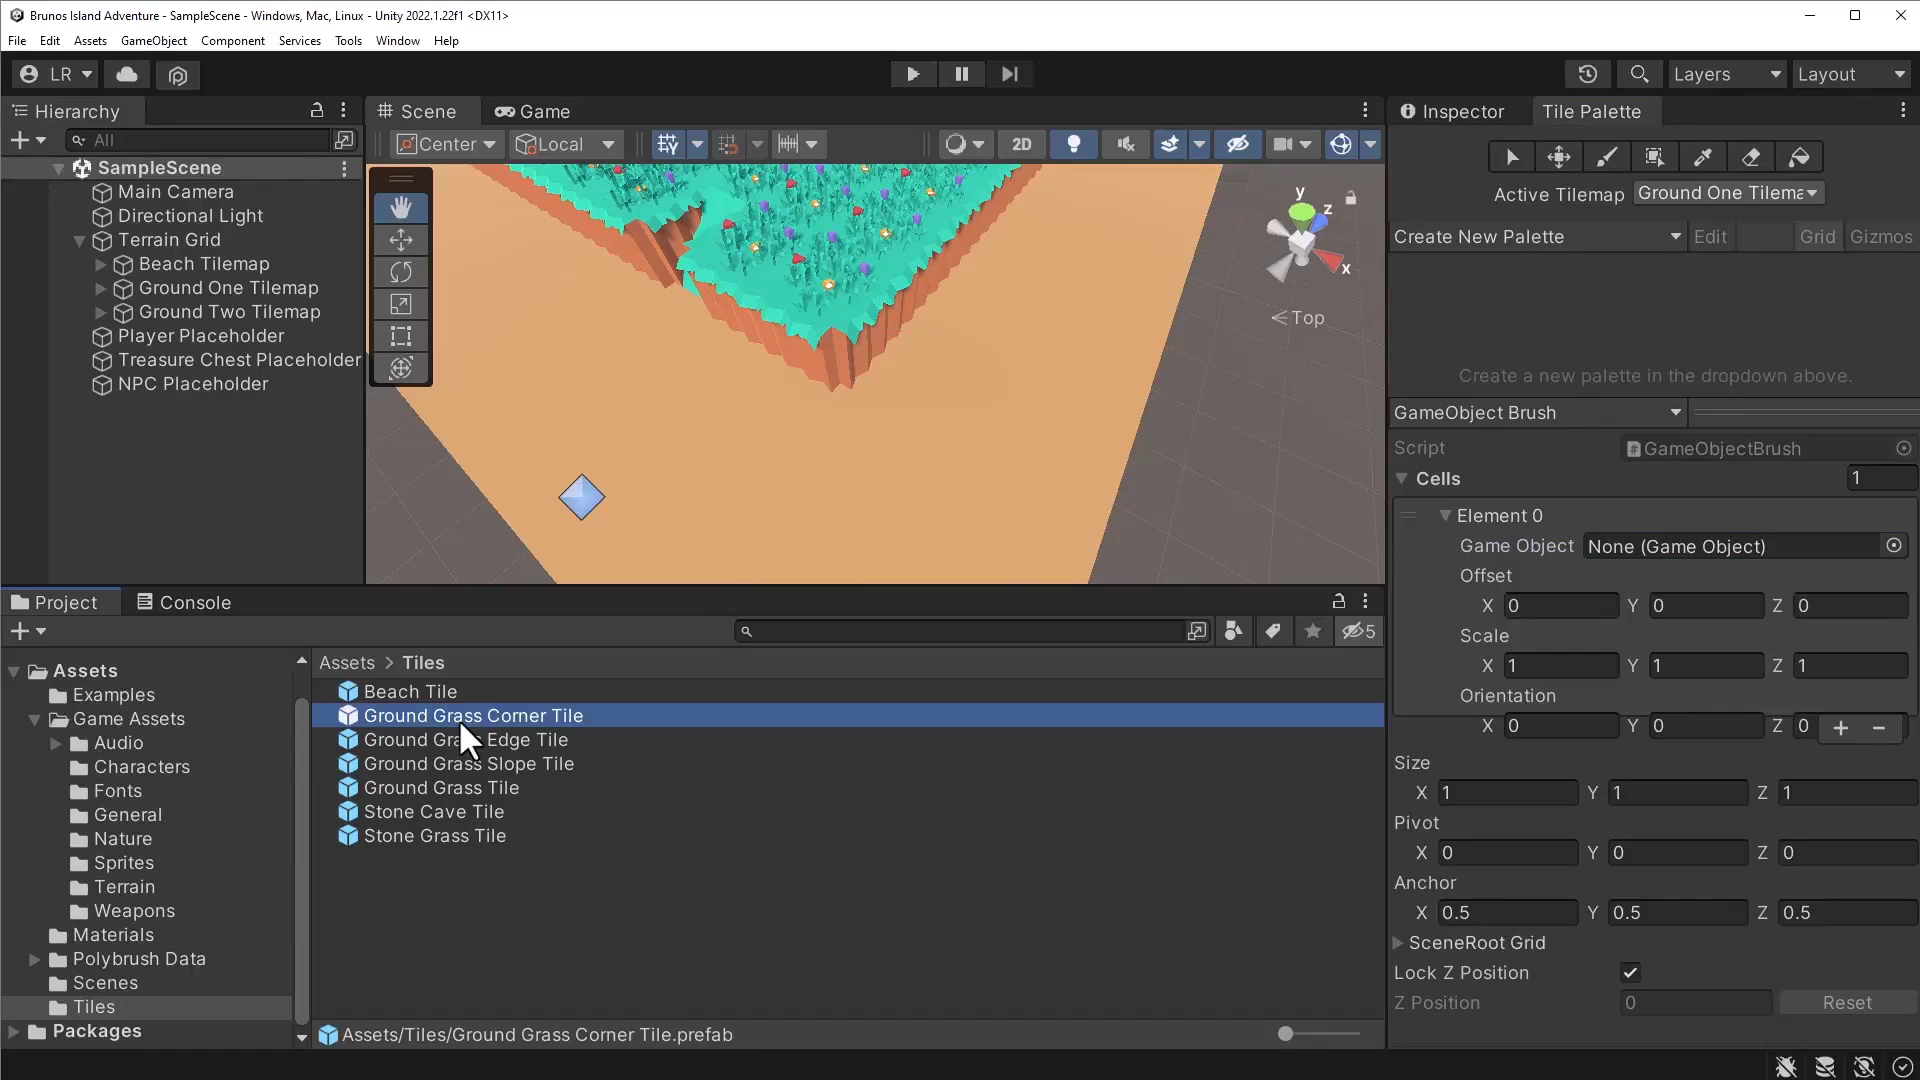 Brunos Island Adventure - SampleScene - Windows, Mac, Linux - Unity 2022.1.22f1 <DX11>
File Edit Assets GameObject Component Services Tools Window Help
LR Layers Layout
Hierarchy
All
SampleScene
Main Camera
Directional Light
Terrain Grid
Beach Tilemap
Ground One Tilemap
Ground Two Tilemap
Player Placeholder
Treasure Chest Placeholder
NPC Placeholder
Scene Game
Center Local 2D
y
z
x
Top
Inspector Tile Palette
Active Tilemap Ground One Tilema
Create New Palette Edit Grid Gizmos
Create a new palette in the dropdown above.
GameObject Brush
Script GameObjectBrush
Cells 1
Element 0
Game Object None (Game Object)
Offset
X 0 Y 0 Z 0
Scale
X 1 Y 1 Z 1
Orientation
X 0 Y 0 Z 0 + -
Size
X 1 Y 1 Z 1
Pivot
X 0 Y 0 Z 0
Anchor
X 0.5 Y 0.5 Z 0.5
SceneRoot Grid
Lock Z Position
Z Position 0 Reset
Project Console
5
Assets
Examples
Game Assets
Audio
Characters
Fonts
General
Nature
Sprites
Terrain
Weapons
Materials
Polybrush Data
Scenes
Tiles
Packages
Assets > Tiles
Beach Tile
Ground Grass Corner Tile
Ground Gra Edge Tile
Ground Grass Slope Tile
Ground Grass Tile
Stone Cave Tile
Stone Grass Tile
Assets/Tiles/Ground Grass Corner Tile.prefab